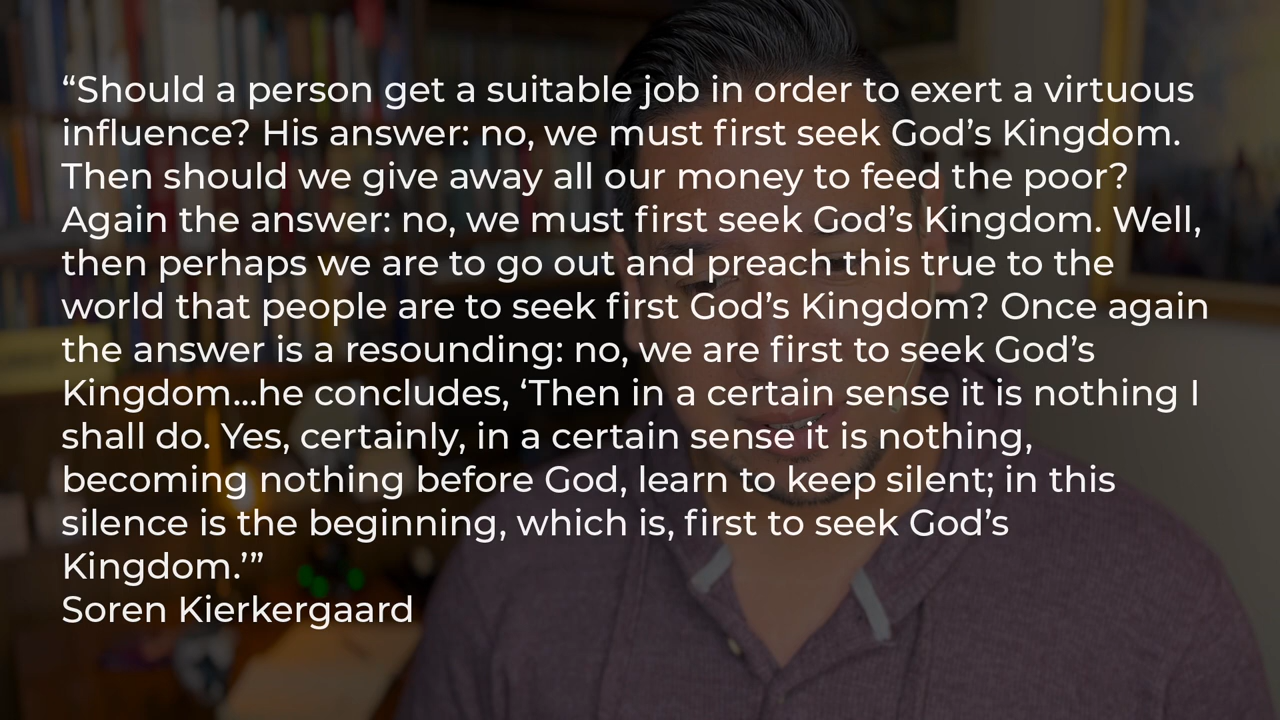 “Should a person get a suitable job in order to exert a virtuous
influence? His answer: no, we must first seek God’s Kingdom.
Then should we give away all our money to feed the poor?
Again the answer: no, we must first seek God’s Kingdom. Well,
then perhaps we are to go out and preach this true to the
world that people are to seek first God’s Kingdom? Once again
the answer is a resounding: no, we are first to seek God’s
Kingdom...he concludes, ‘Then in a certain sense it is nothing I
shall do. Yes, certainly, in a certain sense it is nothing,
becoming nothing before God, learn to keep silent; in this
silence is the beginning, which is, first to seek God’s
Kingdom.’”
Soren Kierkergaard